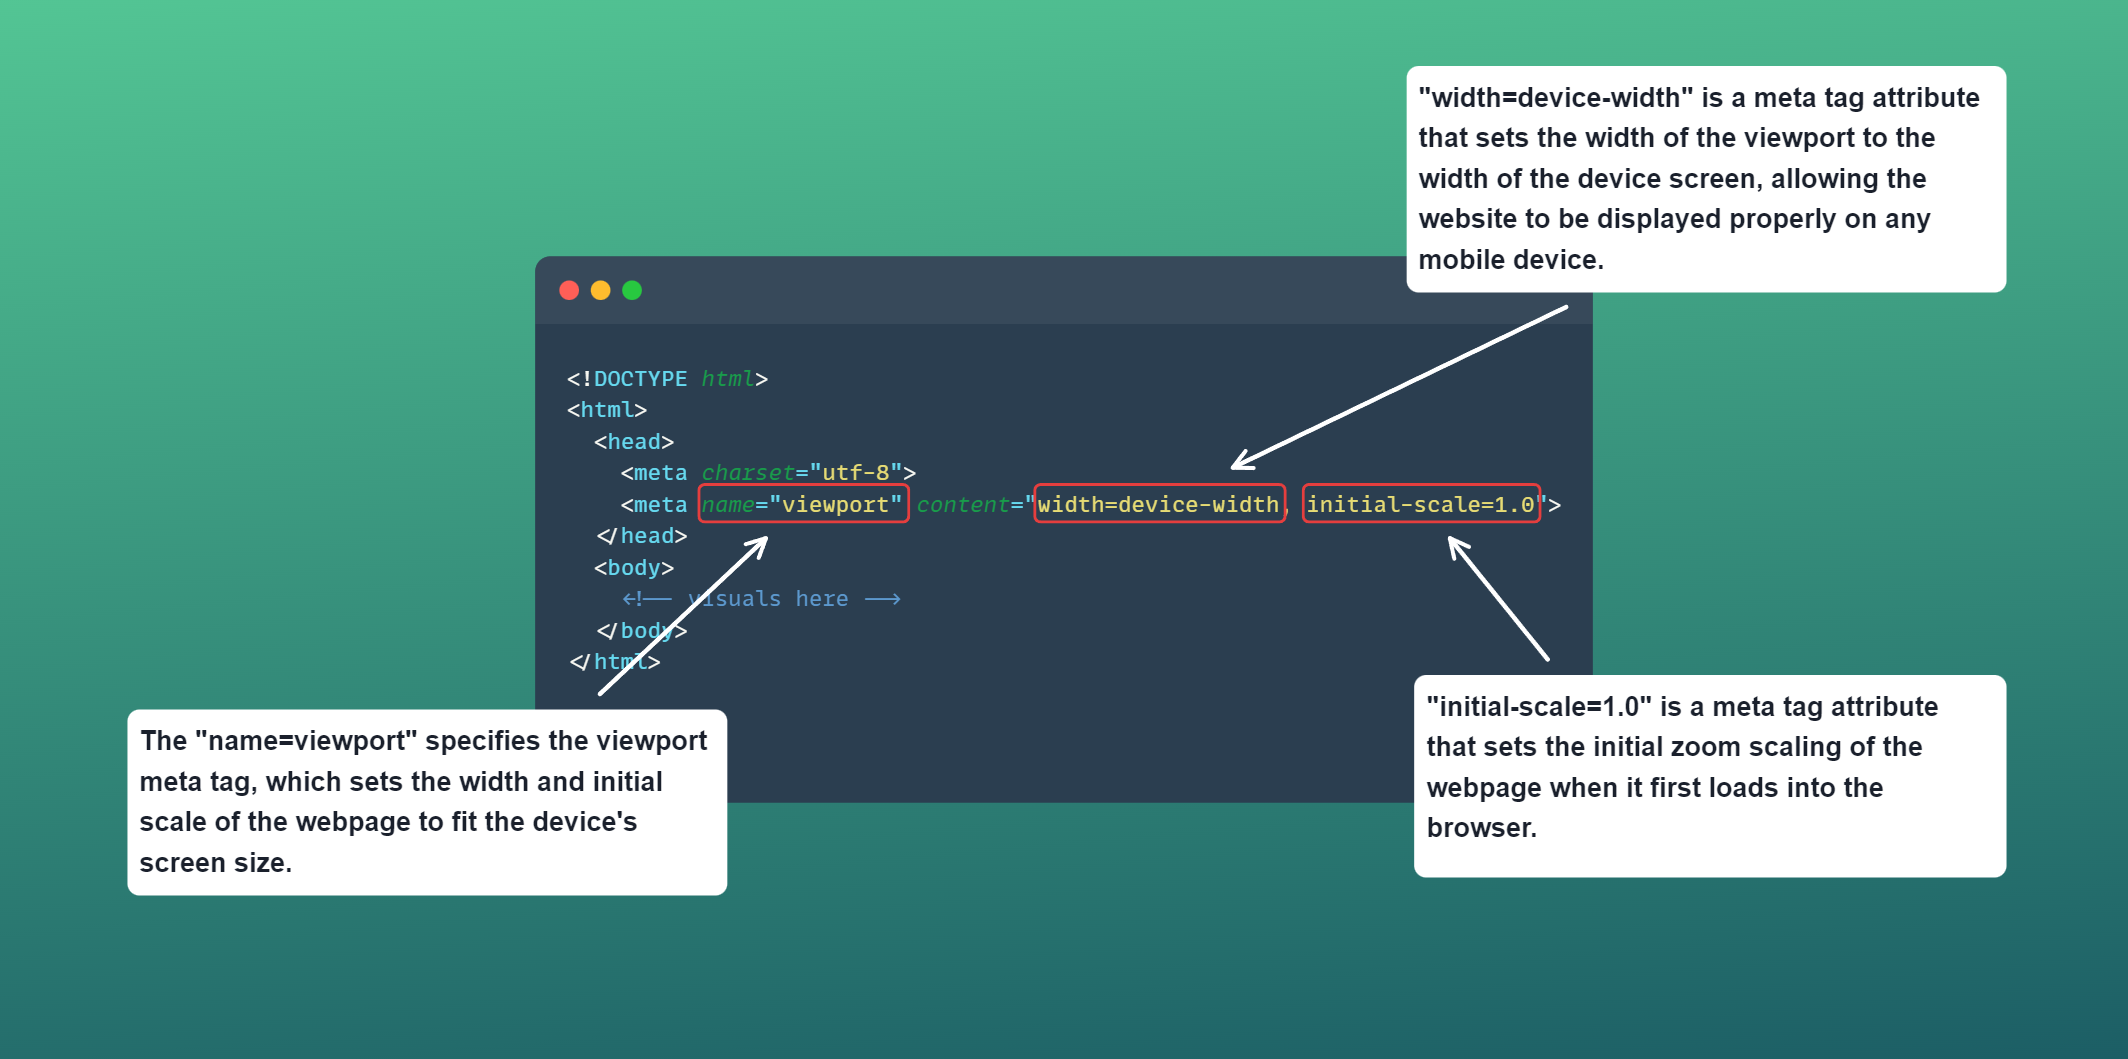 "width=device-width" is a meta tag attribute
that sets the width of the viewport to the
width of the device screen, allowing the
website to be displayed properly on any
mobile device.
<!DOCTYPE html>
<html>
  <head>
    <meta charset="utf-8">
    <meta name="viewport" content="width=device-width, initial-scale=1.0">
  </head>
  <body>
    <!-- visuals here -->
  </body>
</html>
The "name=viewport" specifies the viewport
meta tag, which sets the width and initial
scale of the webpage to fit the device's
screen size.
"initial-scale=1.0" is a meta tag attribute
that sets the initial zoom scaling of the
webpage when it first loads into the
browser.